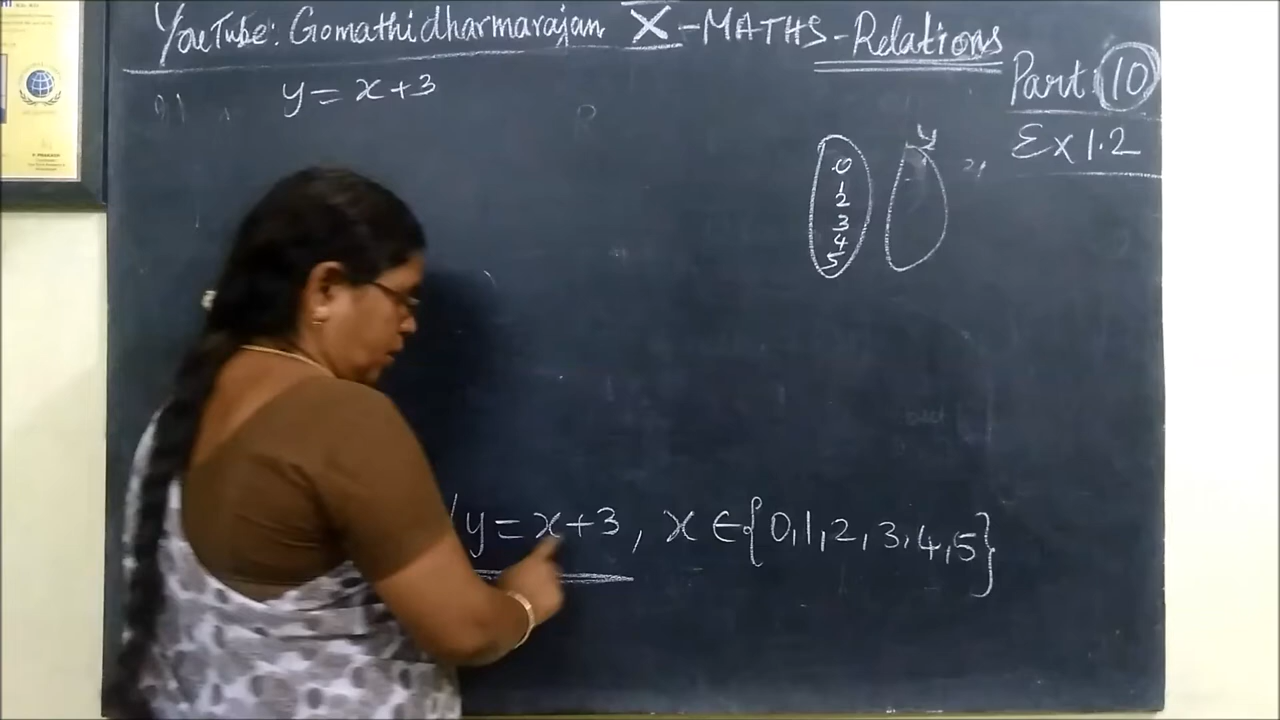 YouTube: Gomathidharmarajan X-MATHS-Relations
Part: 10
Ex 1.2
y = x+3
y
0
1
2
3
4
5
/y = x+3, x ∈ {0,1,2,3,4,5}